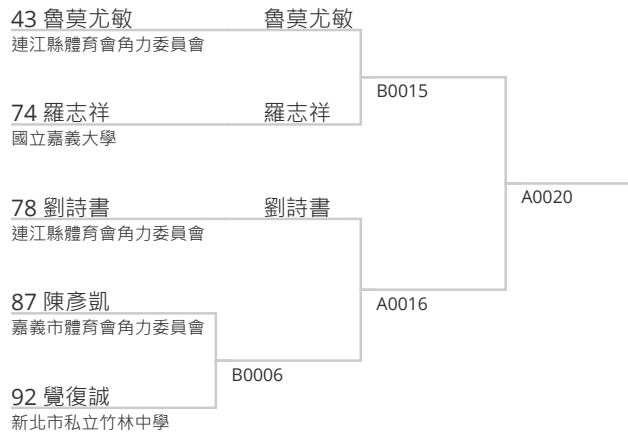 43 魯莫尤敏 魯莫尤敏
連江縣體育會角力委員會
B0015
74 羅志祥 羅志祥
國立嘉義大學
A0020
78 劉詩書 劉詩書
連江縣體育會角力委員會
87 陳彥凱
A0016
嘉義市體育會角力委員會
B0006
92 覺復誠
新北市私立竹林中學